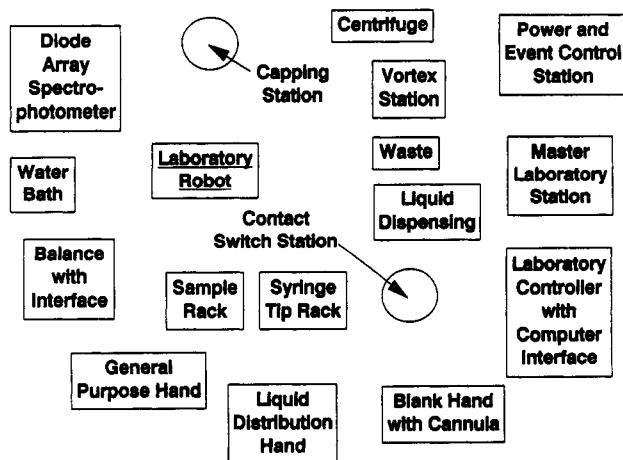 Diode
Array
Spectro-
photometer
Capping
Station
Centrifuge
Vortex
Station
Power and
Event Control
Station
Water
Bath
Laboratory
Robot
Waste
Liquid
Dispensing
Master
Laboratory
Station
Contact
Switch Station
Balance with
Interface
Sample
Rack
Syringe
Tip Rack
Laboratory
Controller
with
Computer
Interface
General
Purpose Hand
Liquid
Distribution
Hand
Blank Hand
with Cannula